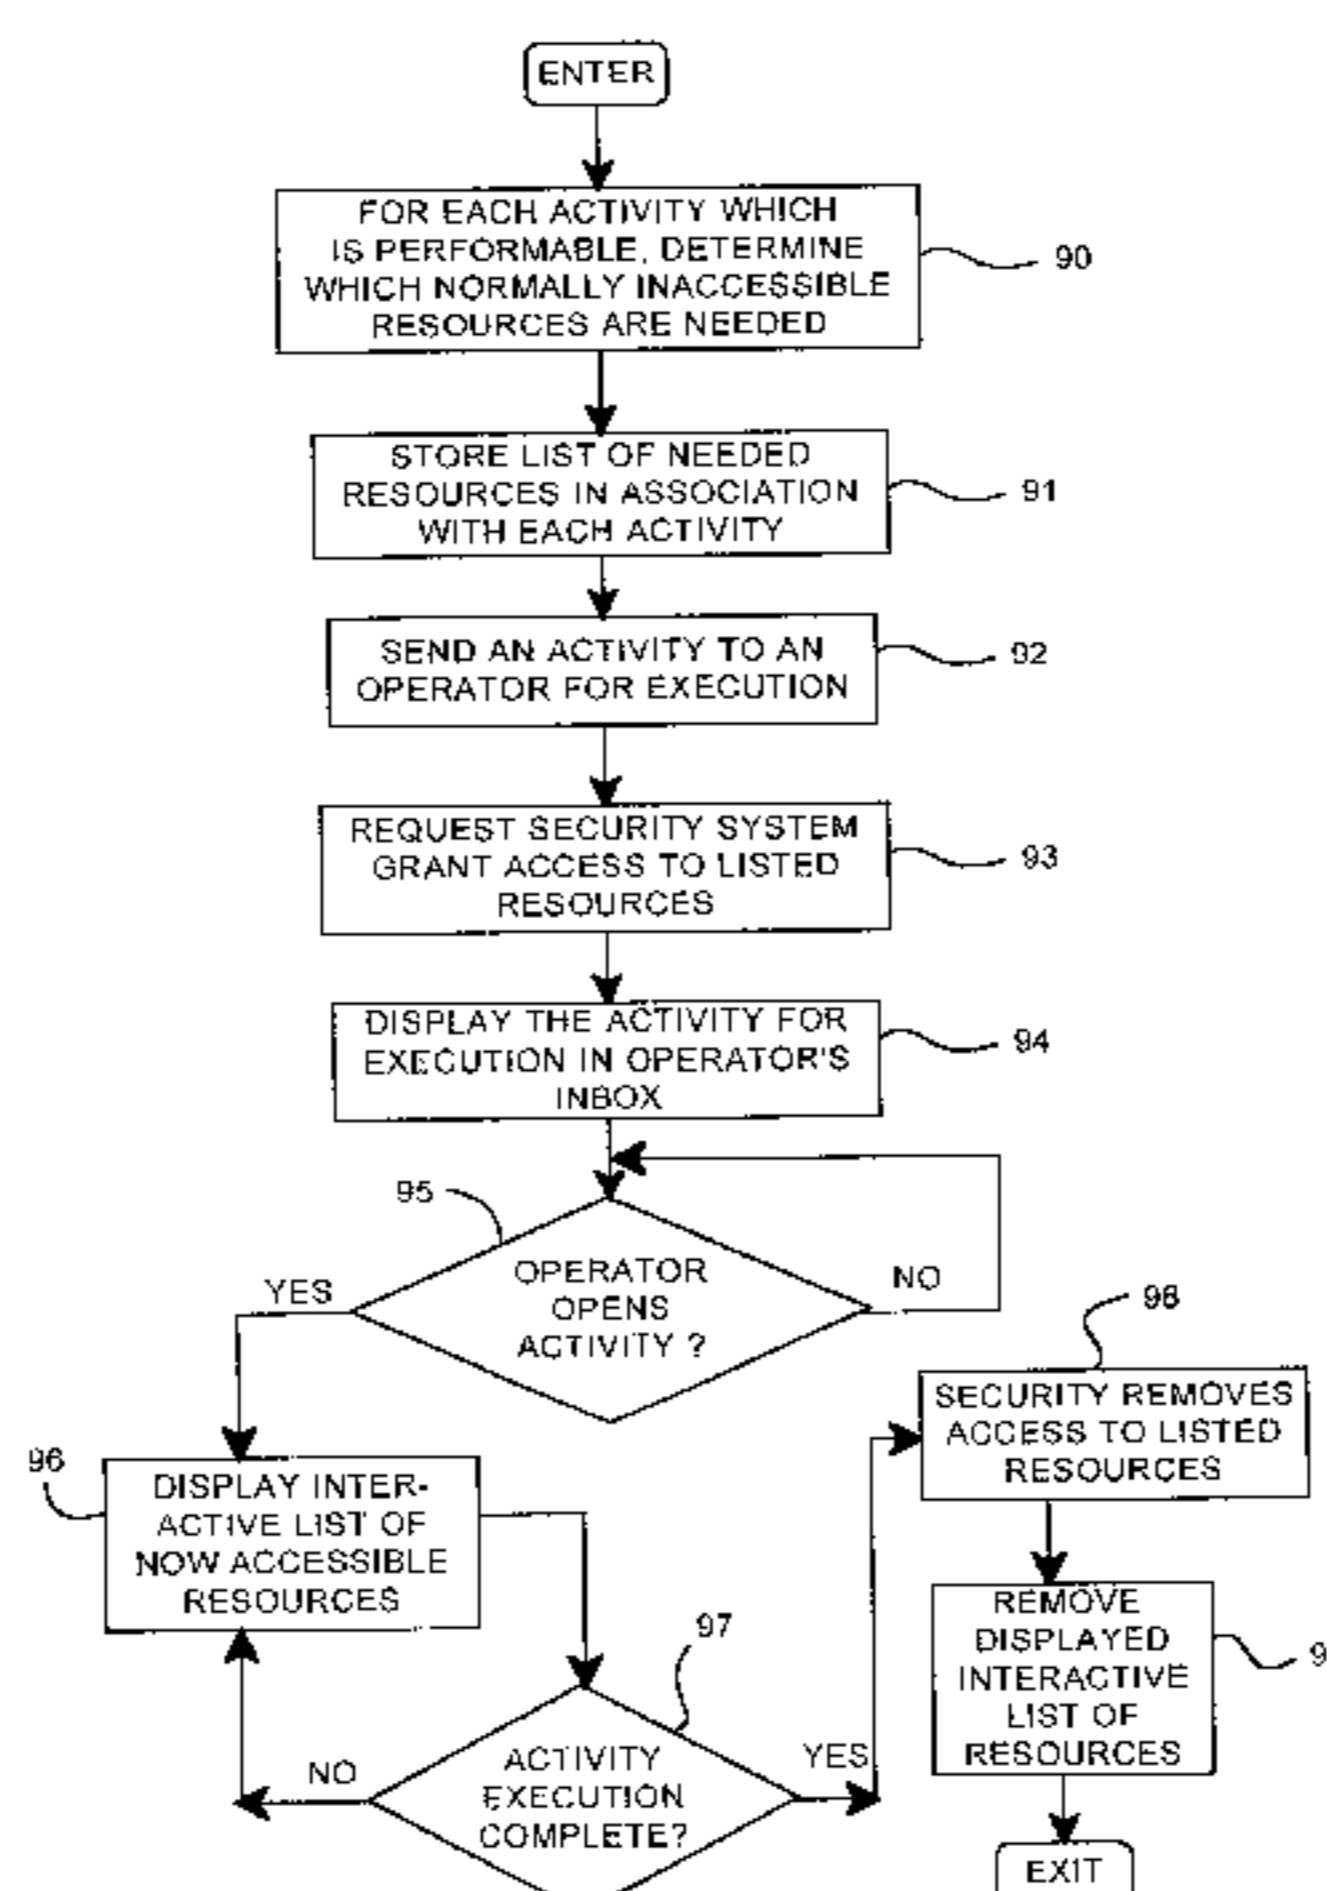 ENTER
FOR EACH ACTIVITY WHICH
IS PERFORMABLE, DETERMINE
WHICH NORMALLY INACCESSIBLE
RESOURCES ARE NEEDED
90
STORE LIST OF NEEDED
RESOURCES IN ASSOCIATION
WITH EACH ACTIVITY
91
SEND AN ACTIVITY TO AN
OPERATOR FOR EXECUTION
92
REQUEST SECURITY SYSTEM
GRANT ACCESS TO LISTED
RESOURCES
93
DISPLAY THE ACTIVITY FOR
EXECUTION IN OPERATOR'S
INBOX
94
95
OPERATOR
OPENS
ACTIVITY ?
YES
NO
96
DISPLAY INTER-
ACTIVE LIST OF
NOW ACCESSIBLE
RESOURCES
97
ACTIVITY
EXECUTION
COMPLETE?
NO
YES
98
SECURITY REMOVES
ACCESS TO LISTED
RESOURCES
REMOVE
DISPLAYED
INTERACTIVE
LIST OF
RESOURCES
9
EXIT